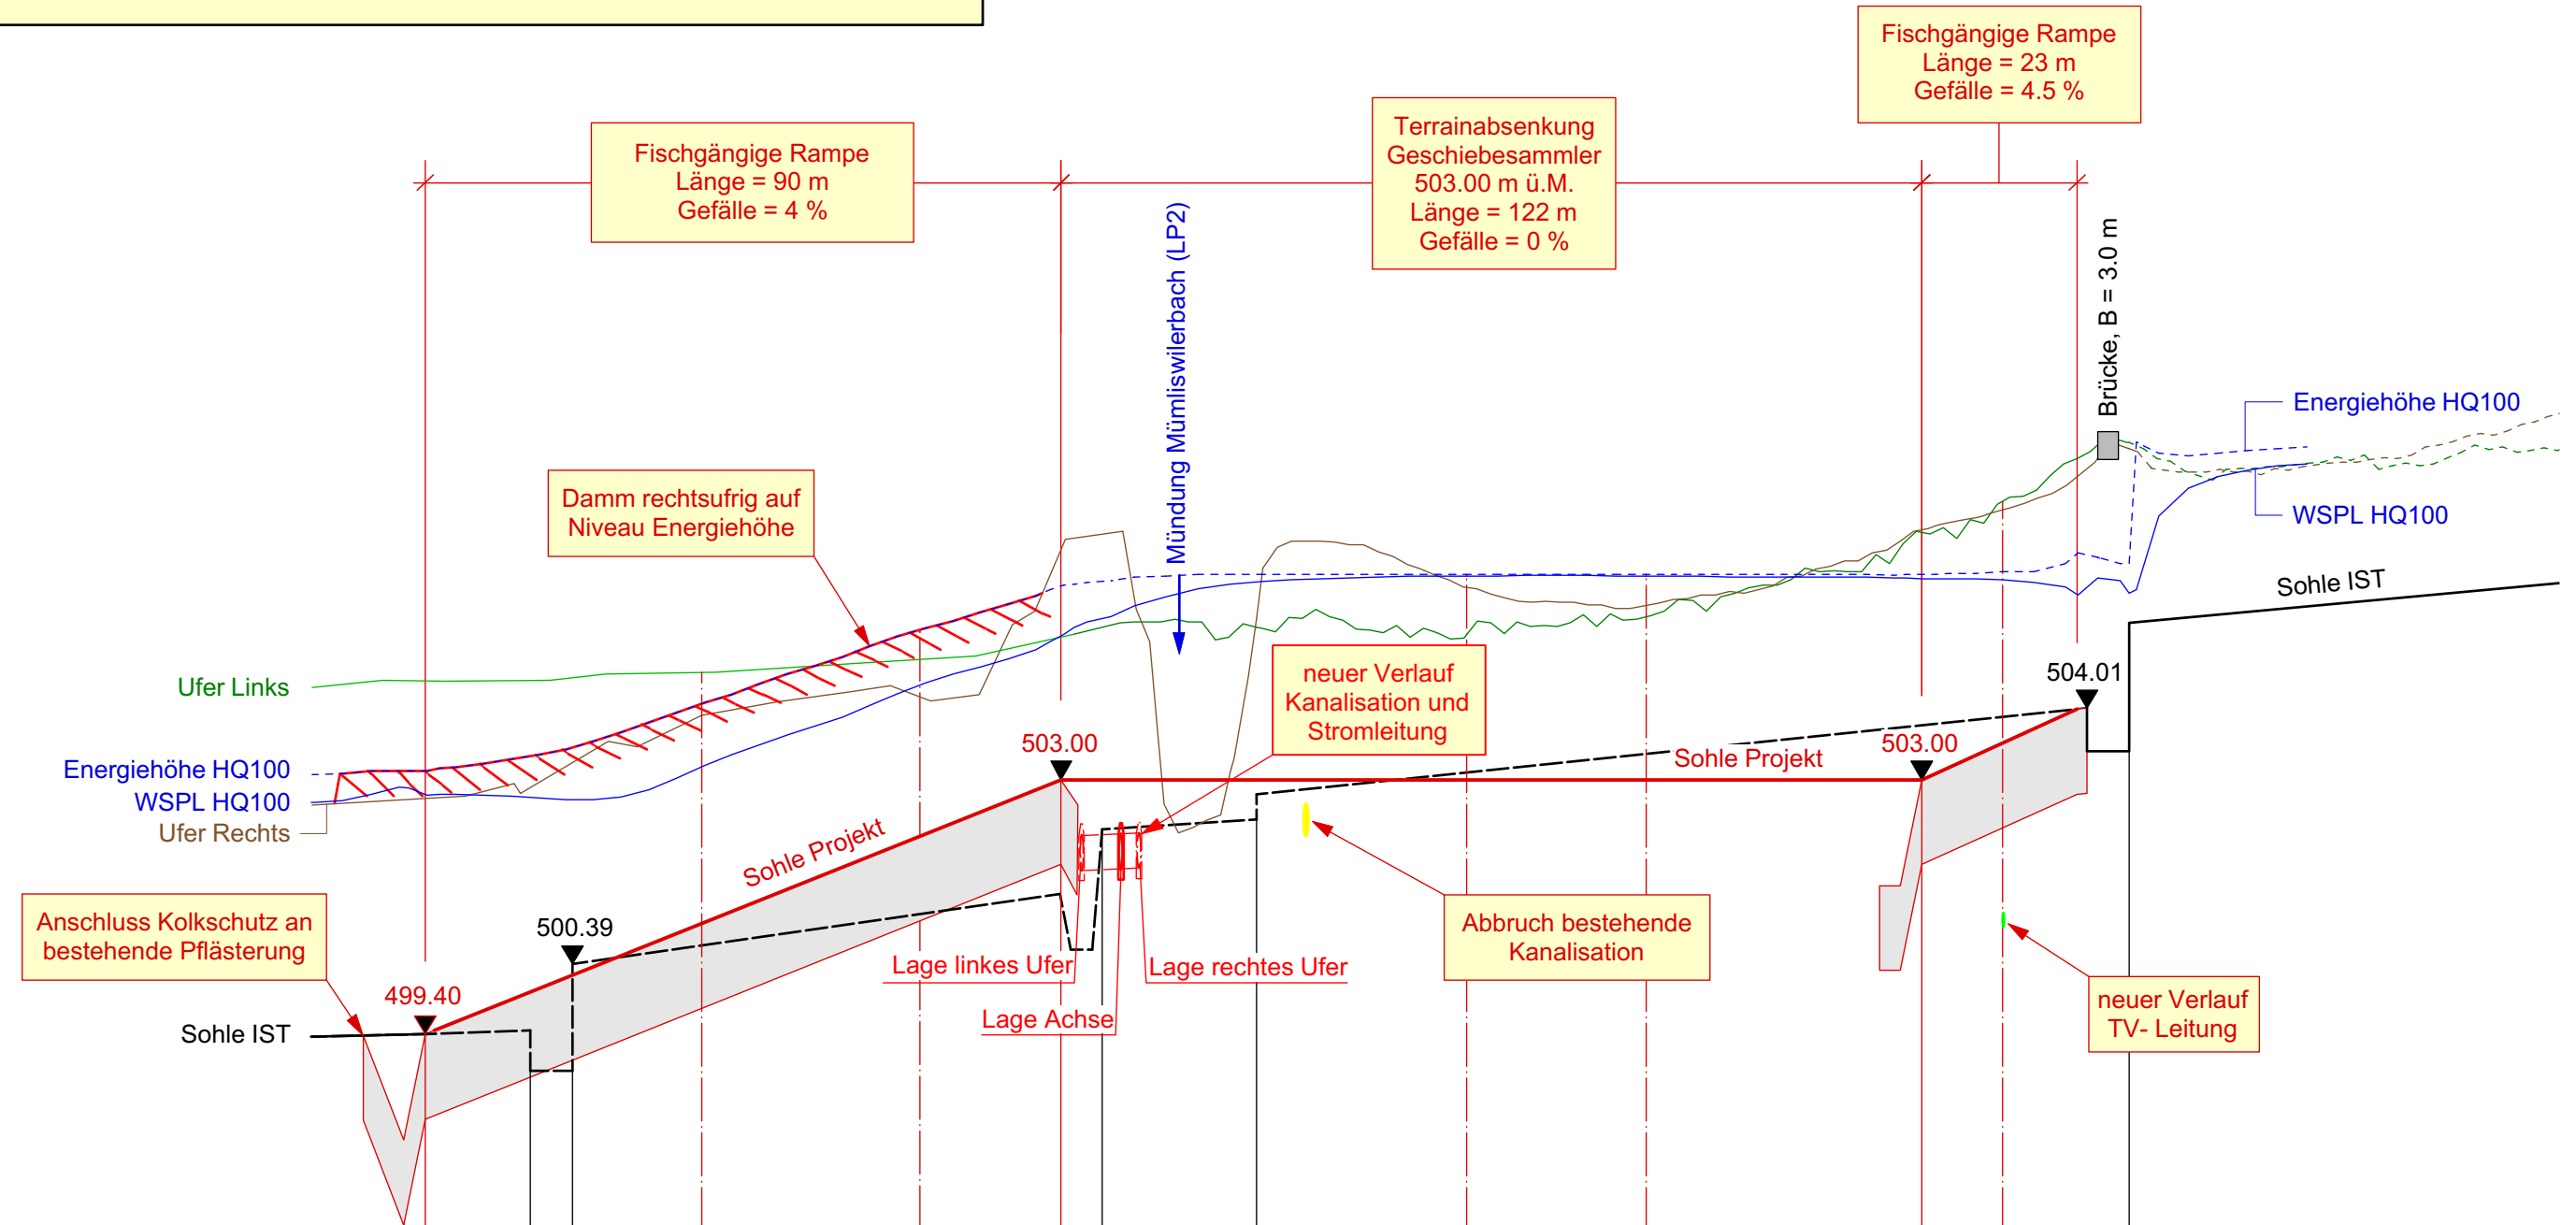 Fischgängige Rampe
Länge = 23 m
Gefälle = 4.5 %
Terrainabsenkung
Geschiebesammler
503.00 m ü.M.
Länge = 122 m
Gefälle = 0 %
Fischgängige Rampe
Länge = 90 m
Gefälle = 4 %
Mündung Mümliswilerbach (LP2)
Brücke, B = 3.0 m
Energiehöhe HQ100
WSPL HQ100
Sohle IST
Damm rechtsufrig auf
Niveau Energiehöhe
Ufer Links
Energiehöhe HQ100
WSPL HQ100
Ufer Rechts
neuer Verlauf
Kanalisation und
Stromleitung
503.00
504.01
503.00
Sohle Projekt
Sohle Projekt
Anschluss Kolkschutz an
bestehende Pflästerung
500.39
499.40
Sohle IST
Lage linkes Ufer
Lage rechtes Ufer
Lage Achse
Abbruch bestehende
Kanalisation
neuer Verlauf
TV- Leitung